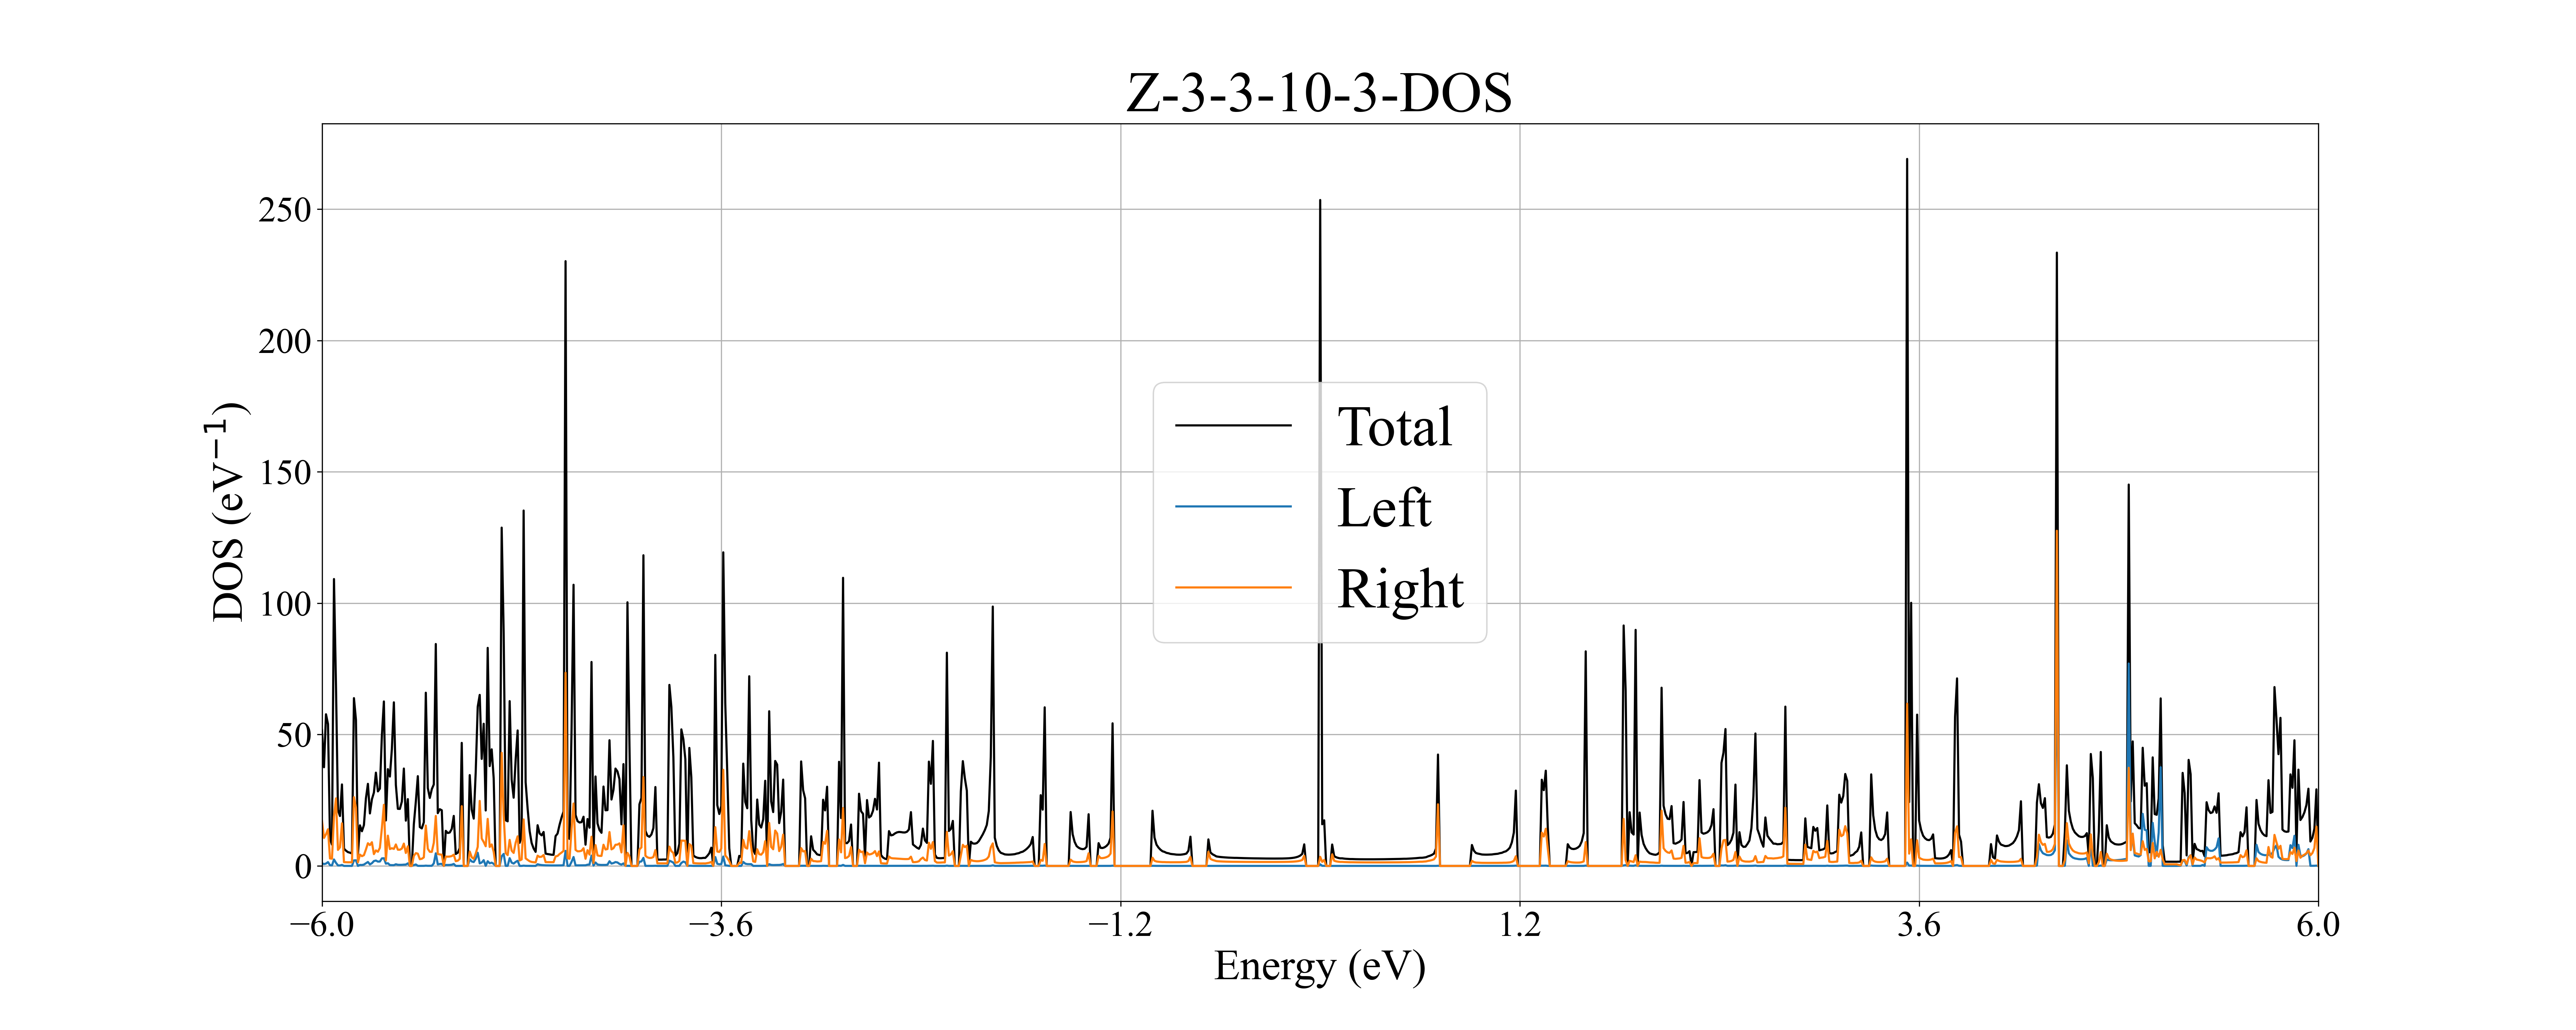 Z-3-3-10-3-DOS
DOS (eV⁻¹)
250
200
150
100
50
0
Total
Left
Right
−6.0 −3.6 −1.2 1.2 3.6 6.0
Energy (eV)